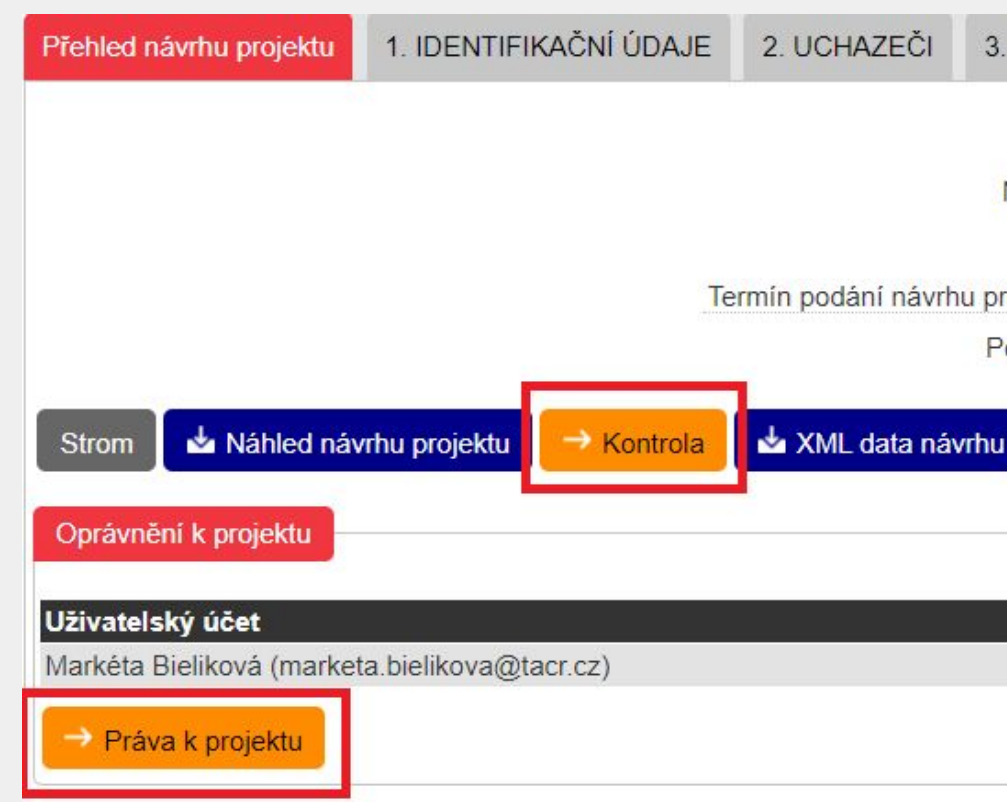 Přehled návrhu projektu 1. IDENTIFIKAČNÍ ÚDAJE 2. UCHAZEČI 3.
Termín podání návrhu
Strom Náhled návrhu projektu Kontrola XML data návrhu
Oprávnění k projektu
Uživatelský účet
Markéta Bieliková (marketa.bielikova@tacr.cz)
Práva k projektu